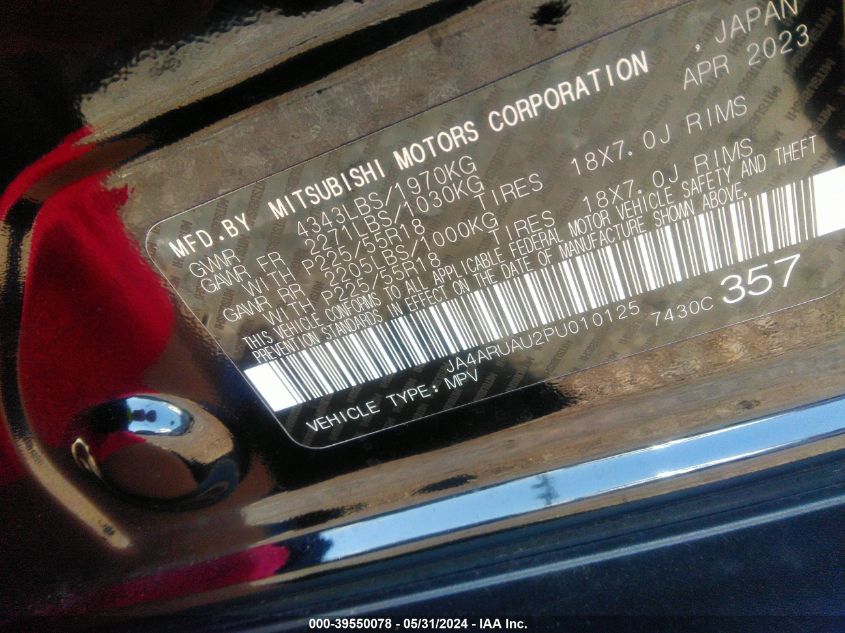 MFD.BY MITSUBISHI MOTORS CORPORATION , JAPAN
APR 2023
GVWR 4343LBS/1970KG
GAWR FR 2271LBS/1030KG
WITH P225/55R18 TIRES 18X7.0J RIMS
GAWR RR 2205LBS/1000KG
WITH P225/55R18 TIRES 18X7.0J RIMS
THIS VEHICLE CONFORMS TO ALL APPLICABLE FEDERAL MOTOR VEHICLE SAFETY AND THEFT
PREVENTION STANDARDS IN EFFECT ON THE DATE OF MANUFACTURE SHOWN ABOVE.
JA4ARUAU2PU010125 7430C 357
VEHICLE TYPE: MPV
000-39550078 - 05/31/2024 - IAA Inc.